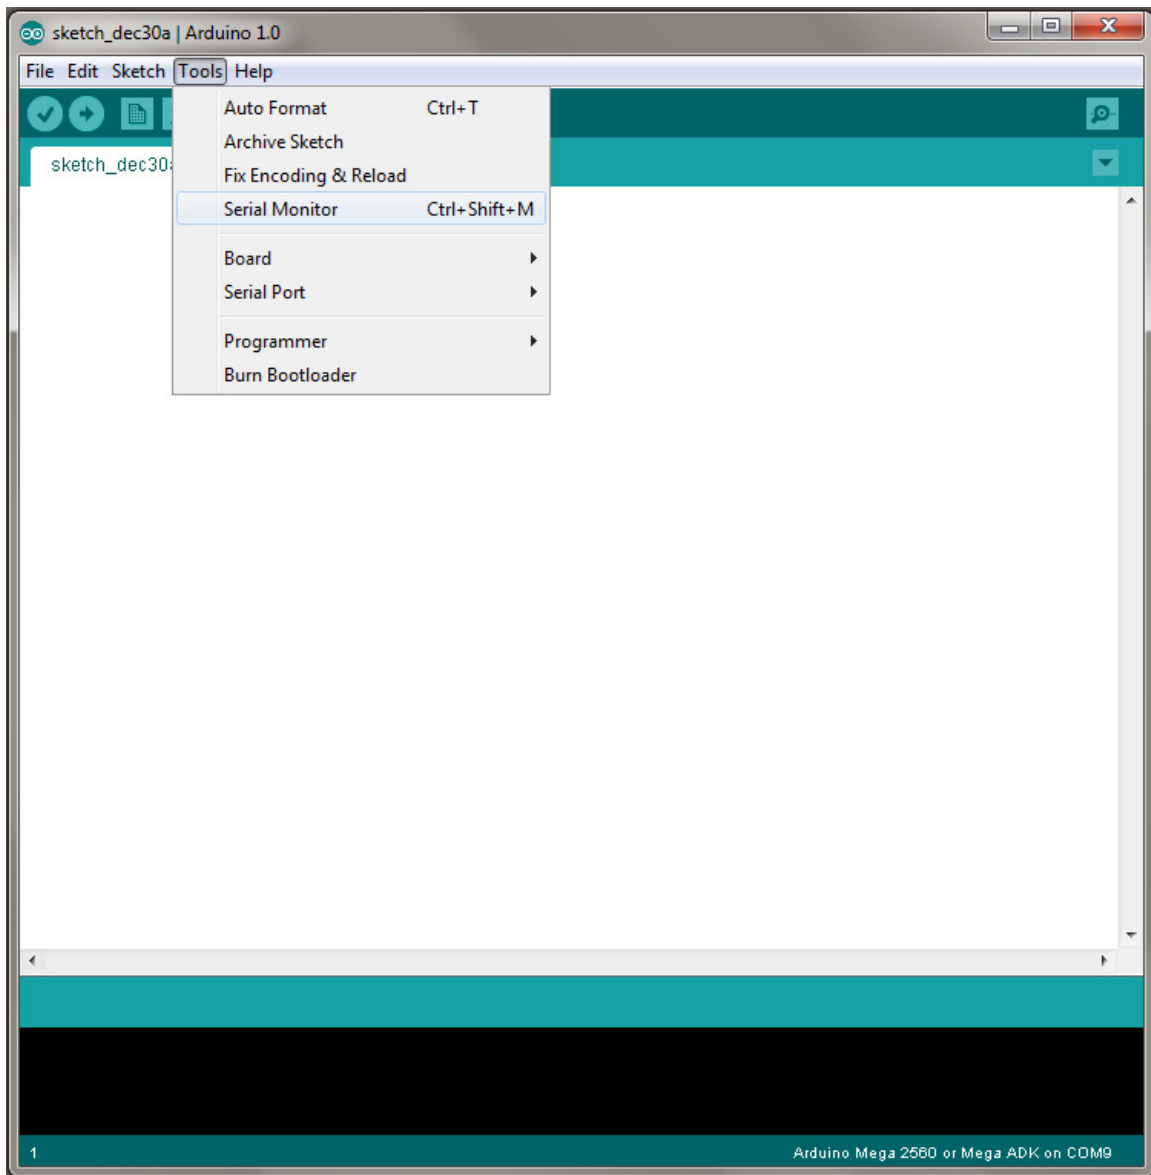 sketch_dec30a | Arduino 1.0
File Edit Sketch Tools Help
Auto Format Ctrl+T
Archive Sketch
sketch_dec30a
Fix Encoding & Reload
Serial Monitor Ctrl+Shift+M
Board
Serial Port
Programmer
Burn Bootloader
1 Arduino Mega 2560 or Mega ADK on COM9